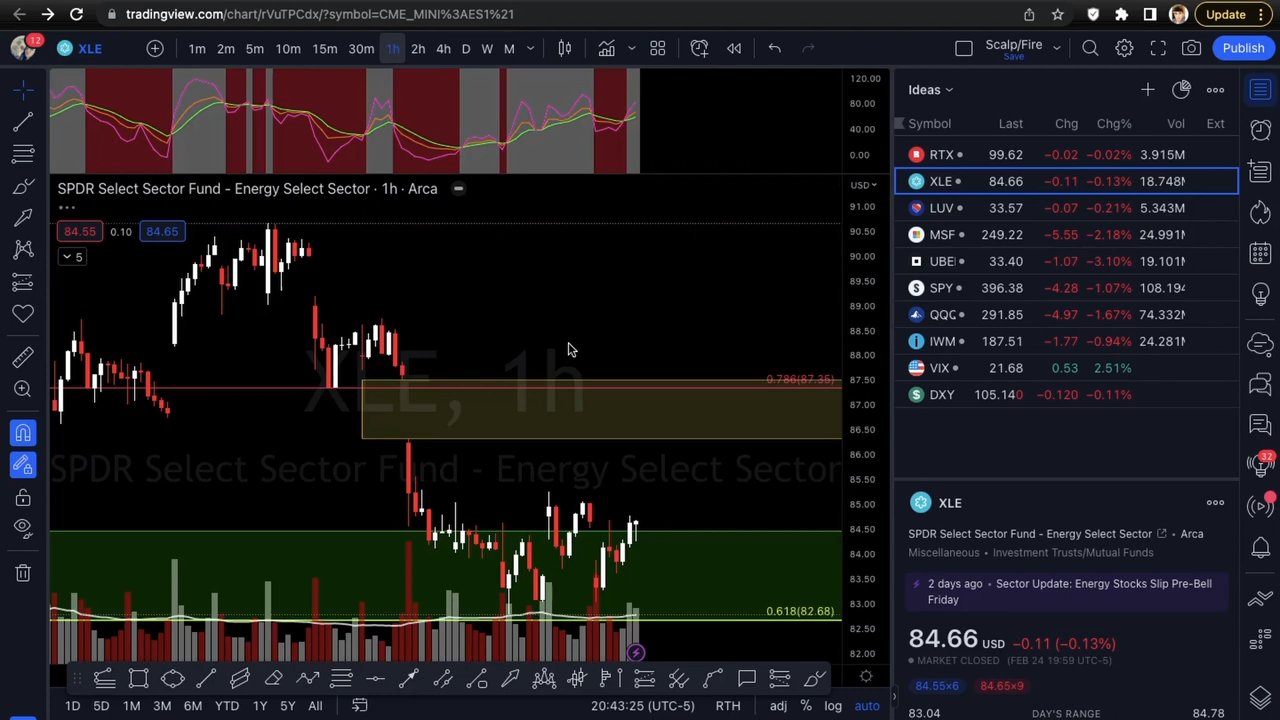 tradingview.com/chart/rVuTPCdx/?symbol=CME_MINI%3AES1%21
Update
12
XLE
1m 2m 5m 10m 15m 30m 1h 2h 4h D W M
Scalp/Fire
Save
Publish
120.00
80.00
40.00
0.00
SPDR Select Sector Fund - Energy Select Sector · 1h · Arca
USD
84.55 0.10 84.65
5
91.00
90.50
90.00
89.50
89.00
88.50
88.00
87.50
87.00
86.50
86.00
85.50
85.00
84.50
84.00
83.50
83.00
82.50
82.00
XLE, 1h
SPDR Select Sector Fund - Energy Select Sector
0.786(87.35)
0.618(82.68)
1D 5D 1M 3M 6M YTD 1Y 5Y All
20:43:25 (UTC-5) RTH adj % log auto
Ideas
Symbol Last Chg Chg% Vol Ext
RTX 99.62 −0.02 −0.02% 3.915M
XLE 84.66 −0.11 −0.13% 18.748M
LUV 33.57 −0.07 −0.21% 5.343M
MSF 249.22 −5.55 −2.18% 24.991M
UBE 33.40 −1.07 −3.10% 19.101M
SPY 396.38 −4.28 −1.07% 108.194
QQQ 291.85 −4.97 −1.67% 74.332M
IWM 187.51 −1.77 −0.94% 24.281M
VIX 21.68 0.53 2.51%
DXY 105.140 −0.120 −0.11%
XLE
SPDR Select Sector Fund - Energy Select Sector · Arca
Miscellaneous · Investment Trusts/Mutual Funds
2 days ago · Sector Update: Energy Stocks Slip Pre-Bell
Friday
84.66 USD −0.11 (−0.13%)
MARKET CLOSED (FEB 24 19:59 UTC-5)
84.55×6 84.65×9
83.04 DAY'S RANGE 84.78
32